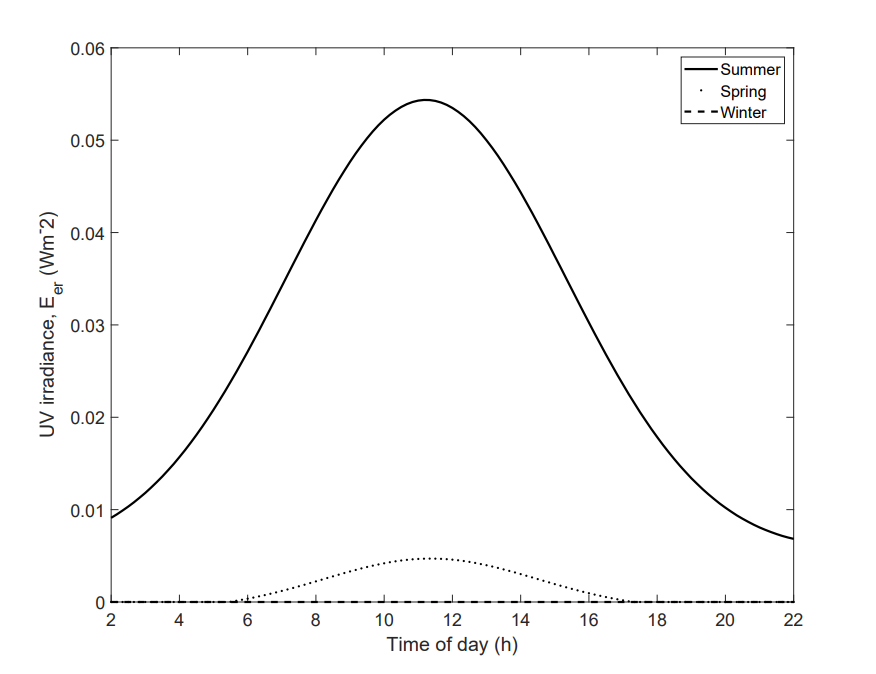 0.06
0.05
0.04
0.03
0.02
0.01
0
2 4 6 8 10 12 14 16 18 20 22
Time of day (h)
UV irradiance, E_er (Wm^-2)
Summer
Spring
Winter